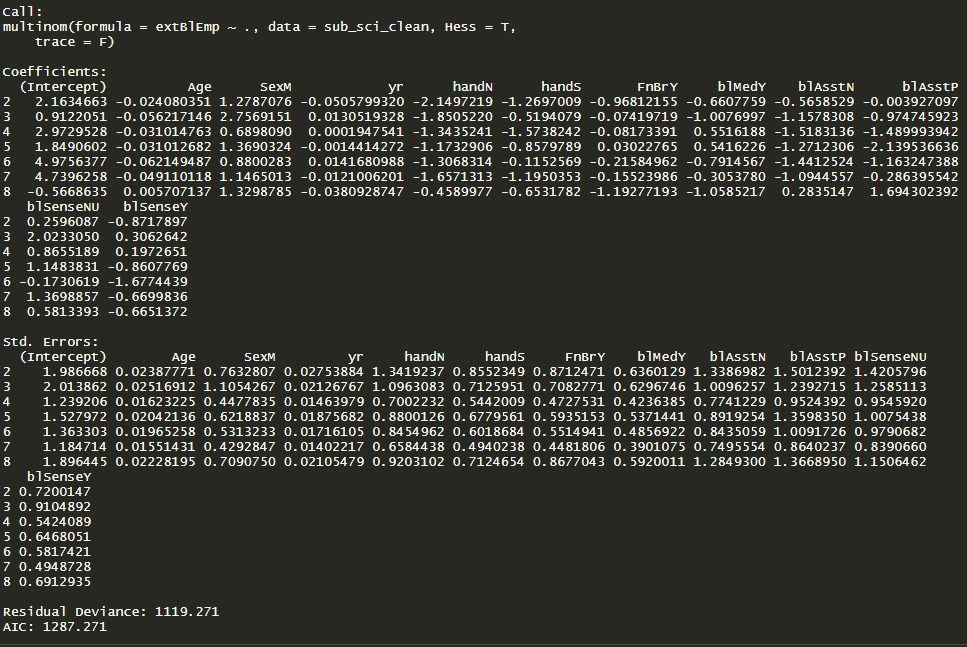 Call:
multinom(formula = extBlEmp ~ ., data = sub_sci_clean, Hess = T,
    trace = F)

Coefficients:
  (Intercept)          Age     SexM            yr      handN      handS      FnBrY     blMedY    blAsstN      blAsstP
2   2.1634663 -0.024080351 1.2787076 -0.0505799320 -2.1497219 -1.2697009 -0.96812155 -0.6607759 -0.5658529 -0.003927097
3   0.9122051 -0.056217146 2.7569151  0.0130519328 -1.8505220 -0.5194079 -0.07419719 -1.0076997 -1.1578308 -0.974745923
4   2.9729528 -0.031014763 0.6898090  0.0001947541 -1.3435241 -1.5738242 -0.08173391  0.5516188 -1.5183136 -1.489993942
5   1.8490602 -0.031012682 1.3690324 -0.0014414272 -1.1732906 -0.8579789  0.03022765  0.5416226 -1.2712306 -2.139536636
6   4.9756377 -0.062149487 0.8800283  0.0141680988 -1.3068314 -0.1152569 -0.21584962 -0.7914567 -1.4412524 -1.163247388
7   4.7396258 -0.049110118 1.1465013 -0.0121006201 -1.6571313 -1.1950353 -0.15523986 -0.3053780 -1.0944557 -0.286395542
8  -0.5668635  0.005707137 1.3298785 -0.0380928747 -0.4589977 -0.6531782 -1.19277193 -1.0585217  0.2835147  1.694302392
   blSenseNU   blSenseY
2  0.2596087 -0.8717897
3  2.0233050  0.3062642
4  0.8655189  0.1972651
5  1.1483831 -0.8607769
6 -0.1730619 -1.6774439
7  1.3698857 -0.6699836
8  0.5813393 -0.6651372

Std. Errors:
  (Intercept)        Age      SexM         yr     handN     handS     FnBrY    blMedY   blAsstN   blAsstP blSenseNU
2    1.986668 0.02387771 0.7632807 0.02753884 1.3419237 0.8552349 0.8712471 0.6360129 1.3386982 1.5012392 1.4205796
3    2.013862 0.02516912 1.1054267 0.02126767 1.0963083 0.7125951 0.7082771 0.6296746 1.0096257 1.2392715 1.2585113
4    1.239206 0.01623225 0.4477835 0.01463979 0.7002232 0.5442009 0.4727531 0.4236385 0.7741229 0.9524392 0.9545920
5    1.527972 0.02042136 0.6218837 0.01875682 0.8800126 0.6779561 0.5935153 0.5371441 0.8919254 1.3598350 1.0075438
6    1.363303 0.01965258 0.5313233 0.01716105 0.8454962 0.6018684 0.5514941 0.4856922 0.8435059 1.0091726 0.9790682
7    1.184714 0.01551431 0.4292847 0.01402217 0.6584438 0.4940238 0.4481806 0.3901075 0.7495554 0.8640237 0.8390660
8    1.896445 0.02228195 0.7090750 0.02105479 0.9203102 0.7124654 0.8677043 0.5920011 1.2849300 1.3668950 1.1506462
   blSenseY
2 0.7200147
3 0.9104892
4 0.5424089
5 0.6468051
6 0.5817421
7 0.4948728
8 0.6912935

Residual Deviance: 1119.271
AIC: 1287.271